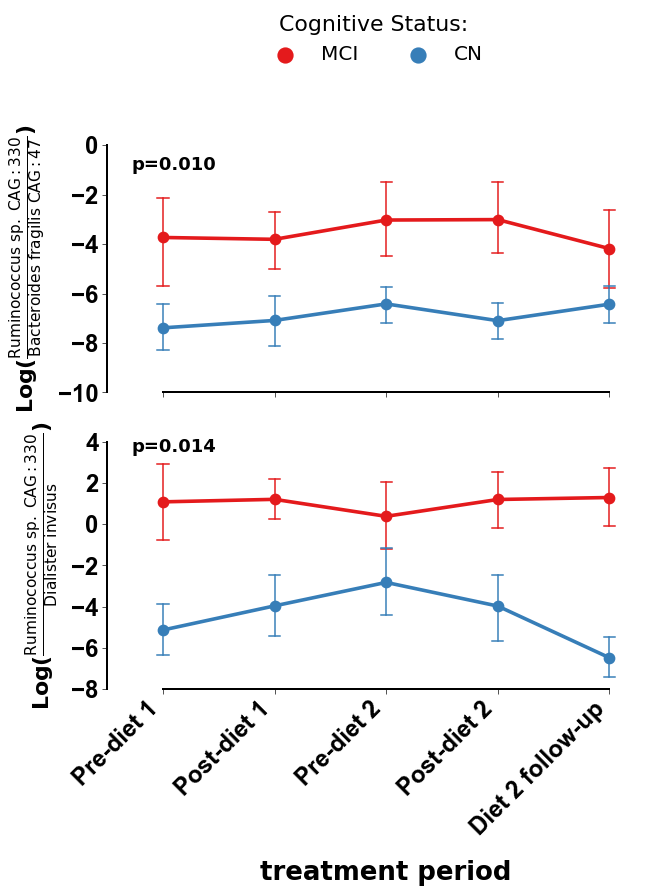 Cognitive Status:
MCI CN
0
−2
−4
−6
−8
−10
p=0.010
Log(Ruminococcus sp. CAG:330
Bacteroides fragilis CAG:47)
4
2
0
−2
−4
−6
−8
p=0.014
Log(Ruminococcus sp. CAG:330
Dialister invisus)
Pre-diet 1
Post-diet 1
Pre-diet 2
Post-diet 2
Diet 2 follow-up
treatment period